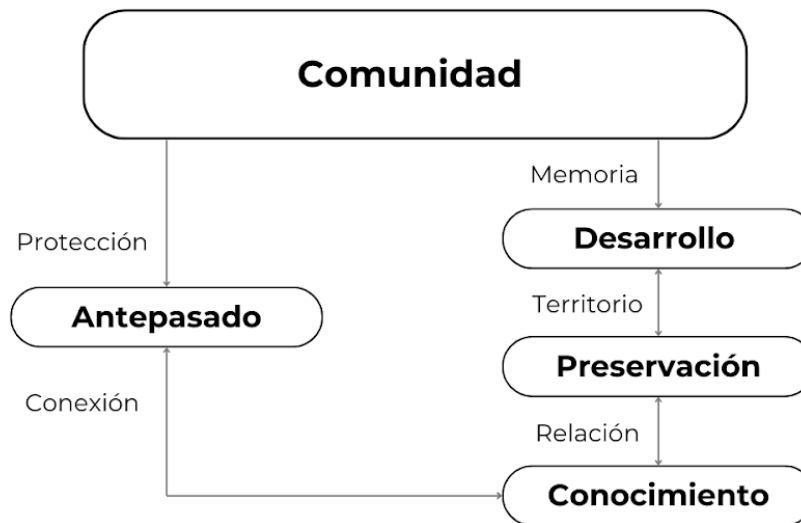 Comunidad
Memoria
Desarrollo
Protección
Territorio
Antepasado
Preservación
Conexión
Relación
Conocimiento